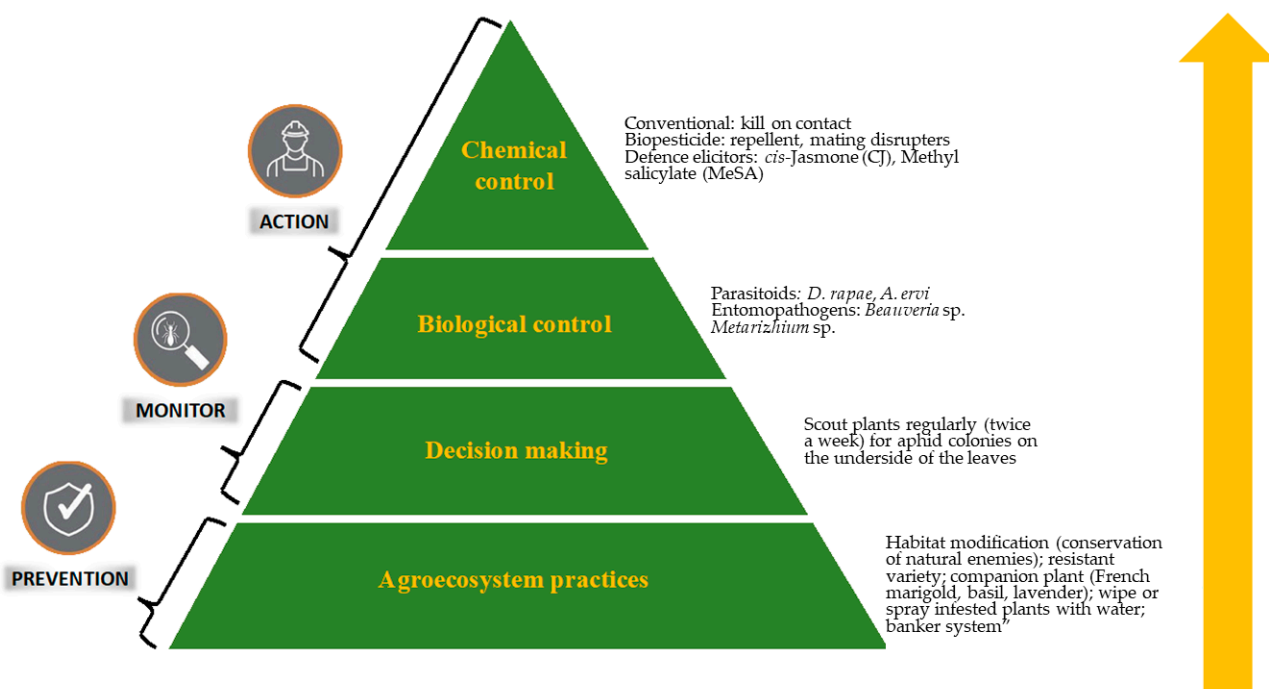 Chemical
control
Conventional: kill on contact
Biopesticide: repellent, mating disrupters
Defence elicitors: cis-Jasmone (CJ), Methyl
salicylate (MeSA)
ACTION
Biological control
Parasitoids: D. rapae, A. ervi
Entomopathogens: Beauveria sp.
Metarizhium sp.
MONITOR
Decision making
Scout plants regularly (twice
a week) for aphid colonies on
the underside of the leaves
PREVENTION
Agroecosystem practices
Habitat modification (conservation
of natural enemies); resistant
variety; companion plant (French
marigold, basil, lavender); wipe or
spray infested plants with water;
banker system”